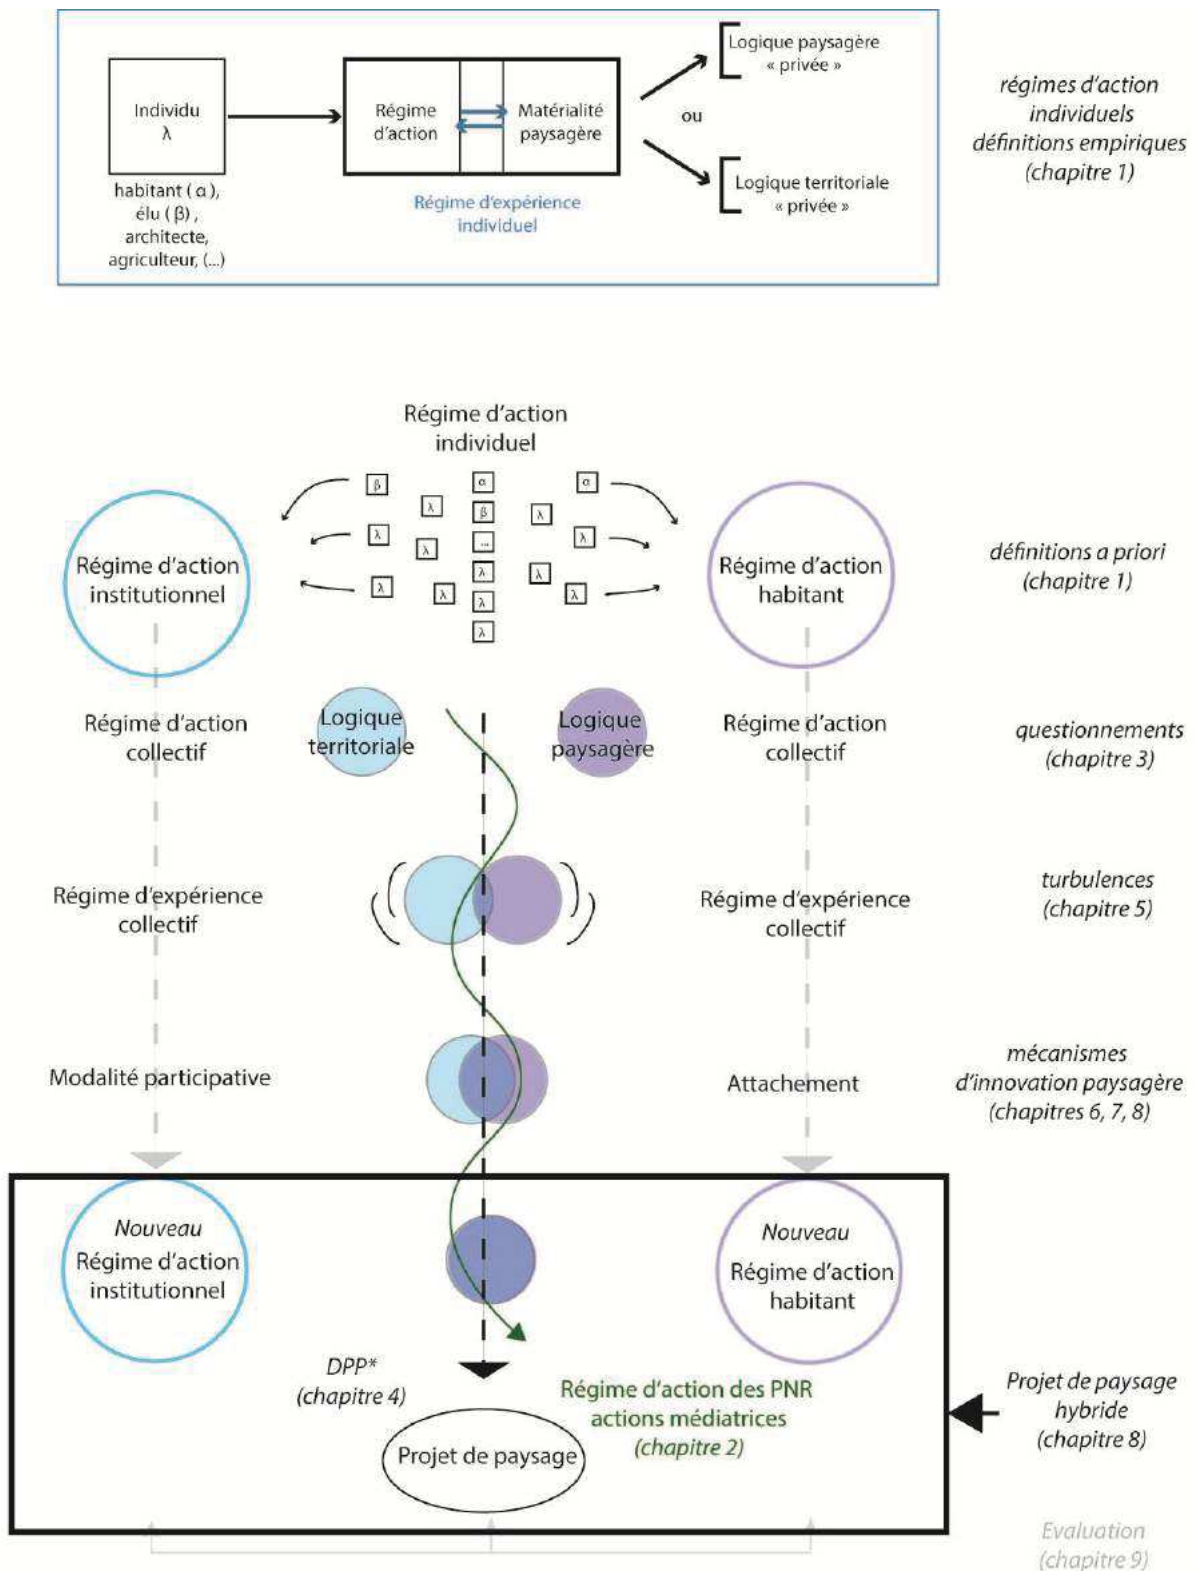 Individu
λ
habitant ( α ),
élu ( β ) ,
architecte,
agriculteur, (...)
Régime
d'action
Matérialité
paysagère
Régime d'expérience
individuel
Logique paysagère
« privée »
ou
Logique territoriale
« privée »
régimes d'action
individuels
définitions empiriques
(chapitre 1)
Régime d'action
individuel
β
λ
λ
λ
λ
λ
α
β
...
λ
λ
λ
λ
λ
α
λ
λ
Régime d'action
institutionnel
Régime d'action
habitant
définitions a priori
(chapitre 1)
Régime d'action
collectif
Logique
territoriale
Logique
paysagère
Régime d'action
collectif
questionnements
(chapitre 3)
Régime d'expérience
collectif
Régime d'expérience
collectif
turbulences
(chapitre 5)
Modalité participative
Attachement
mécanismes
d'innovation paysagère
(chapitres 6, 7, 8)
Nouveau
Régime d'action
institutionnel
Nouveau
Régime d'action
habitant
DPP*
(chapitre 4)
Régime d'action des PNR
actions médiatrices
(chapitre 2)
Projet de paysage
Projet de paysage
hybride
(chapitre 8)
Evaluation
(chapitre 9)